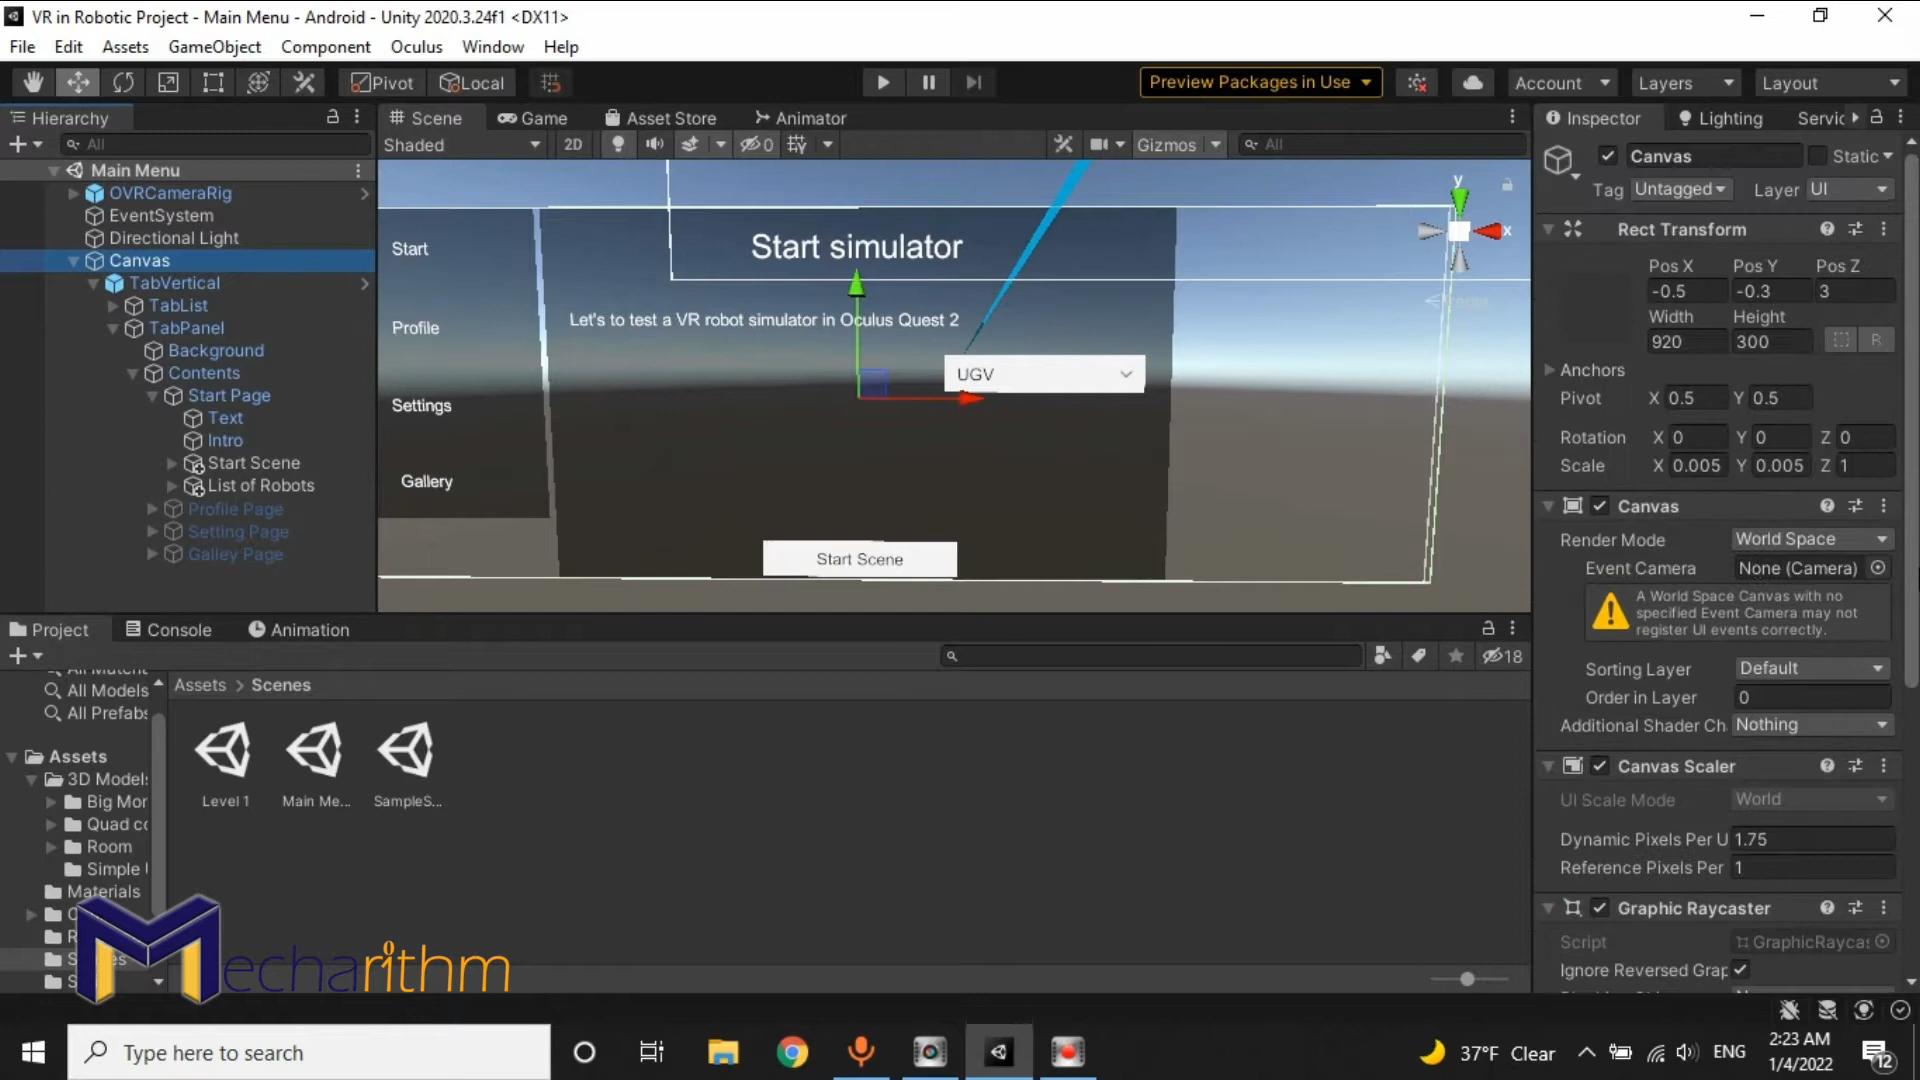 VR in Robotic Project - Main Menu - Android - Unity 2020.3.24f1 <DX11>
File Edit Assets GameObject Component Oculus Window Help
Pivot Local Preview Packages in Use Account Layers Layout
Hierarchy
All
Main Menu
OVRCameraRig
EventSystem
Directional Light
Canvas
TabVertical
TabList
TabPanel
Background
Contents
Start Page
Text
Intro
Start Scene
List of Robots
Profile Page
Setting Page
Galley Page
Scene Game Asset Store Animator
Shaded 2D 0 Gizmos All
Start simulator
Start
Let's to test a VR robot simulator in Oculus Quest 2
Profile
UGV
Settings
Gallery
Start Scene
y
x
Inspector Lighting Servic
Canvas Static
Tag Untagged Layer UI
Rect Transform
Pos X Pos Y Pos Z
-0.5 -0.3 3
Width Height
920 300 R
Anchors
Pivot X 0.5 Y 0.5
Rotation X 0 Y 0 Z 0
Scale X 0.005 Y 0.005 Z 1
Canvas
Render Mode World Space
Event Camera None (Camera)
A World Space Canvas with no
specified Event Camera may not
register UI events correctly.
Sorting Layer Default
Order in Layer 0
Additional Shader Ch Nothing
Canvas Scaler
UI Scale Mode World
Dynamic Pixels Per U 1.75
Reference Pixels Per 1
Graphic Raycaster
Script GraphicRaycas
Ignore Reversed Grap
Project Console Animation
18
All Models
All Prefabs
Assets
3D Models
Big Mor
Quad co
Room
Simple
Materials
Assets > Scenes
Level 1 Main Me... SampleS...
Mecharithm
Type here to search
37°F Clear ENG
2:23 AM
1/4/2022
12